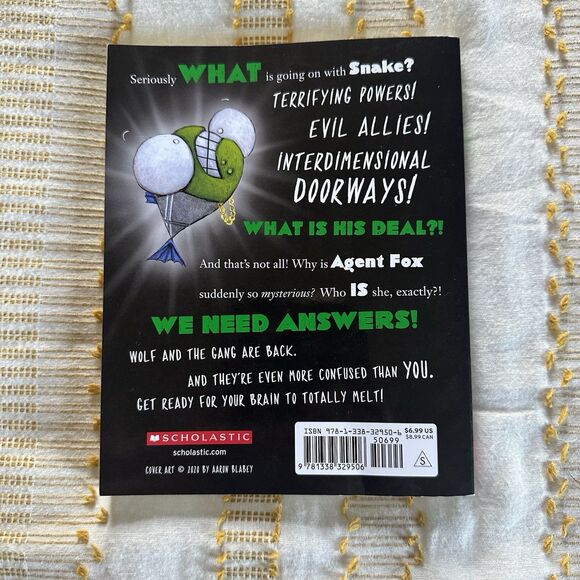 Seriously WHAT is going on with Snake?
TERRIFYING POWERS!
EVIL ALLIES!
INTERDIMENSIONAL
DOORWAYS!
WHAT IS HIS DEAL?!
And that's not all! Why is Agent Fox
suddenly so mysterious? Who IS she, exactly?!
WE NEED ANSWERS!
WOLF AND THE GANG ARE BACK.
AND THEY'RE EVEN MORE CONFUSED THAN YOU.
GET READY FOR YOUR BRAIN TO TOTALLY MELT!
SCHOLASTIC
scholastic.com
COVER ART © 2020 BY AARON BLABEY
ISBN 978-1-338-32950-6
$6.99 US
$8.99 CAN
50699
9 781338 329506
S